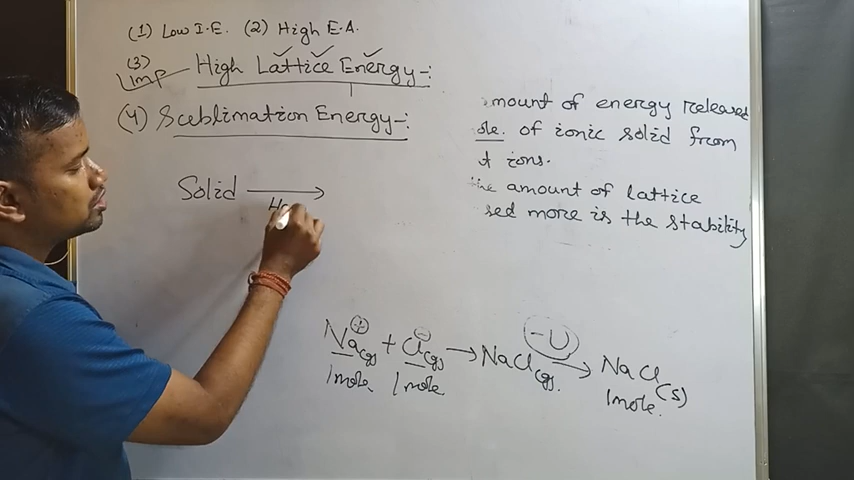 (1) Low I.E. (2) High E.A.
(3) Imp High Lattice Energy-:
(4) Sublimation Energy-:
mount of energy released
ole. of ionic solid from
t ions.
he amount of lattice
sed more is the stability
Solid ⟶
Na⊕(g) + Cl⊖(g) → NaCl(g). -U → NaCl(s)
1mole 1mole 1mole.